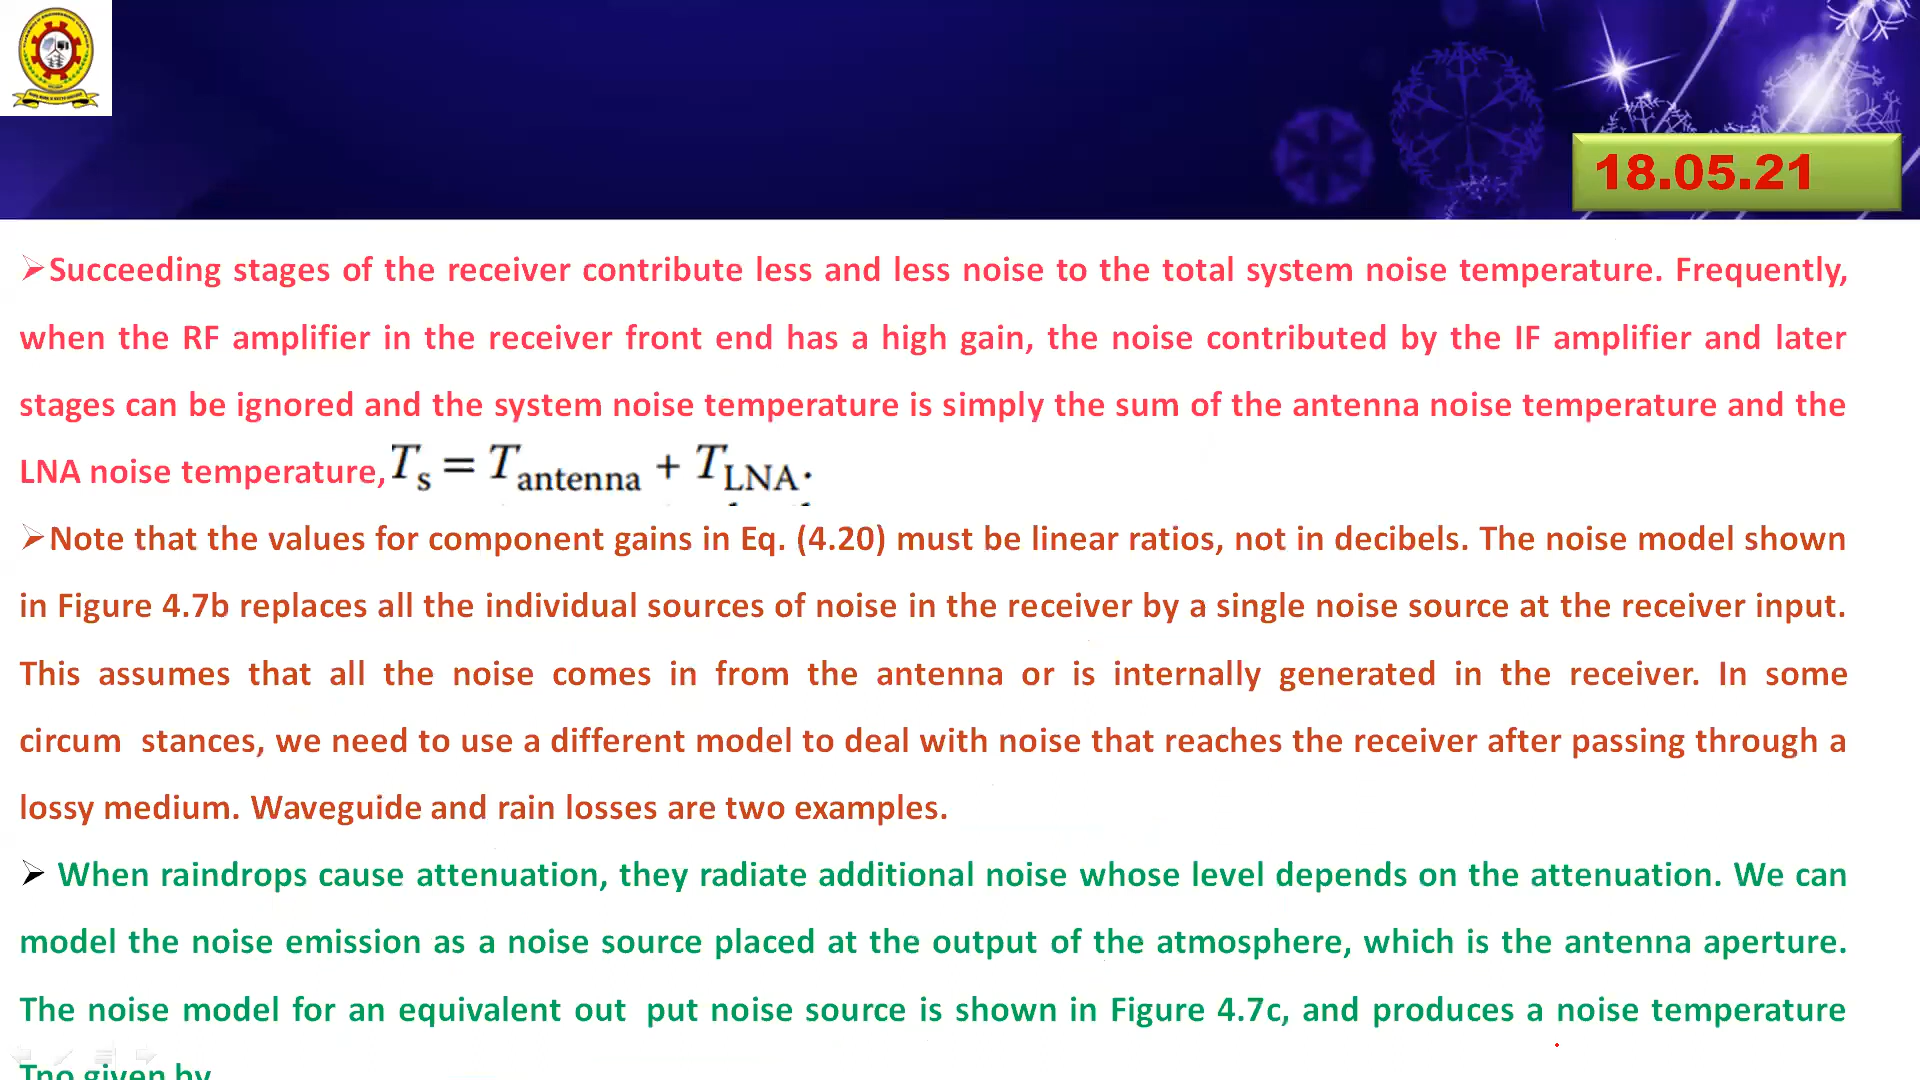 18.05.21
➢Succeeding stages of the receiver contribute less and less noise to the total system noise temperature. Frequently,
when the RF amplifier in the receiver front end has a high gain, the noise contributed by the IF amplifier and later
stages can be ignored and the system noise temperature is simply the sum of the antenna noise temperature and the
LNA noise temperature, Ts = Tantenna + TLNA.
➢Note that the values for component gains in Eq. (4.20) must be linear ratios, not in decibels. The noise model shown
in Figure 4.7b replaces all the individual sources of noise in the receiver by a single noise source at the receiver input.
This assumes that all the noise comes in from the antenna or is internally generated in the receiver. In some
circum stances, we need to use a different model to deal with noise that reaches the receiver after passing through a
lossy medium. Waveguide and rain losses are two examples.
➢ When raindrops cause attenuation, they radiate additional noise whose level depends on the attenuation. We can
model the noise emission as a noise source placed at the output of the atmosphere, which is the antenna aperture.
The noise model for an equivalent out put noise source is shown in Figure 4.7c, and produces a noise temperature
Tno given by